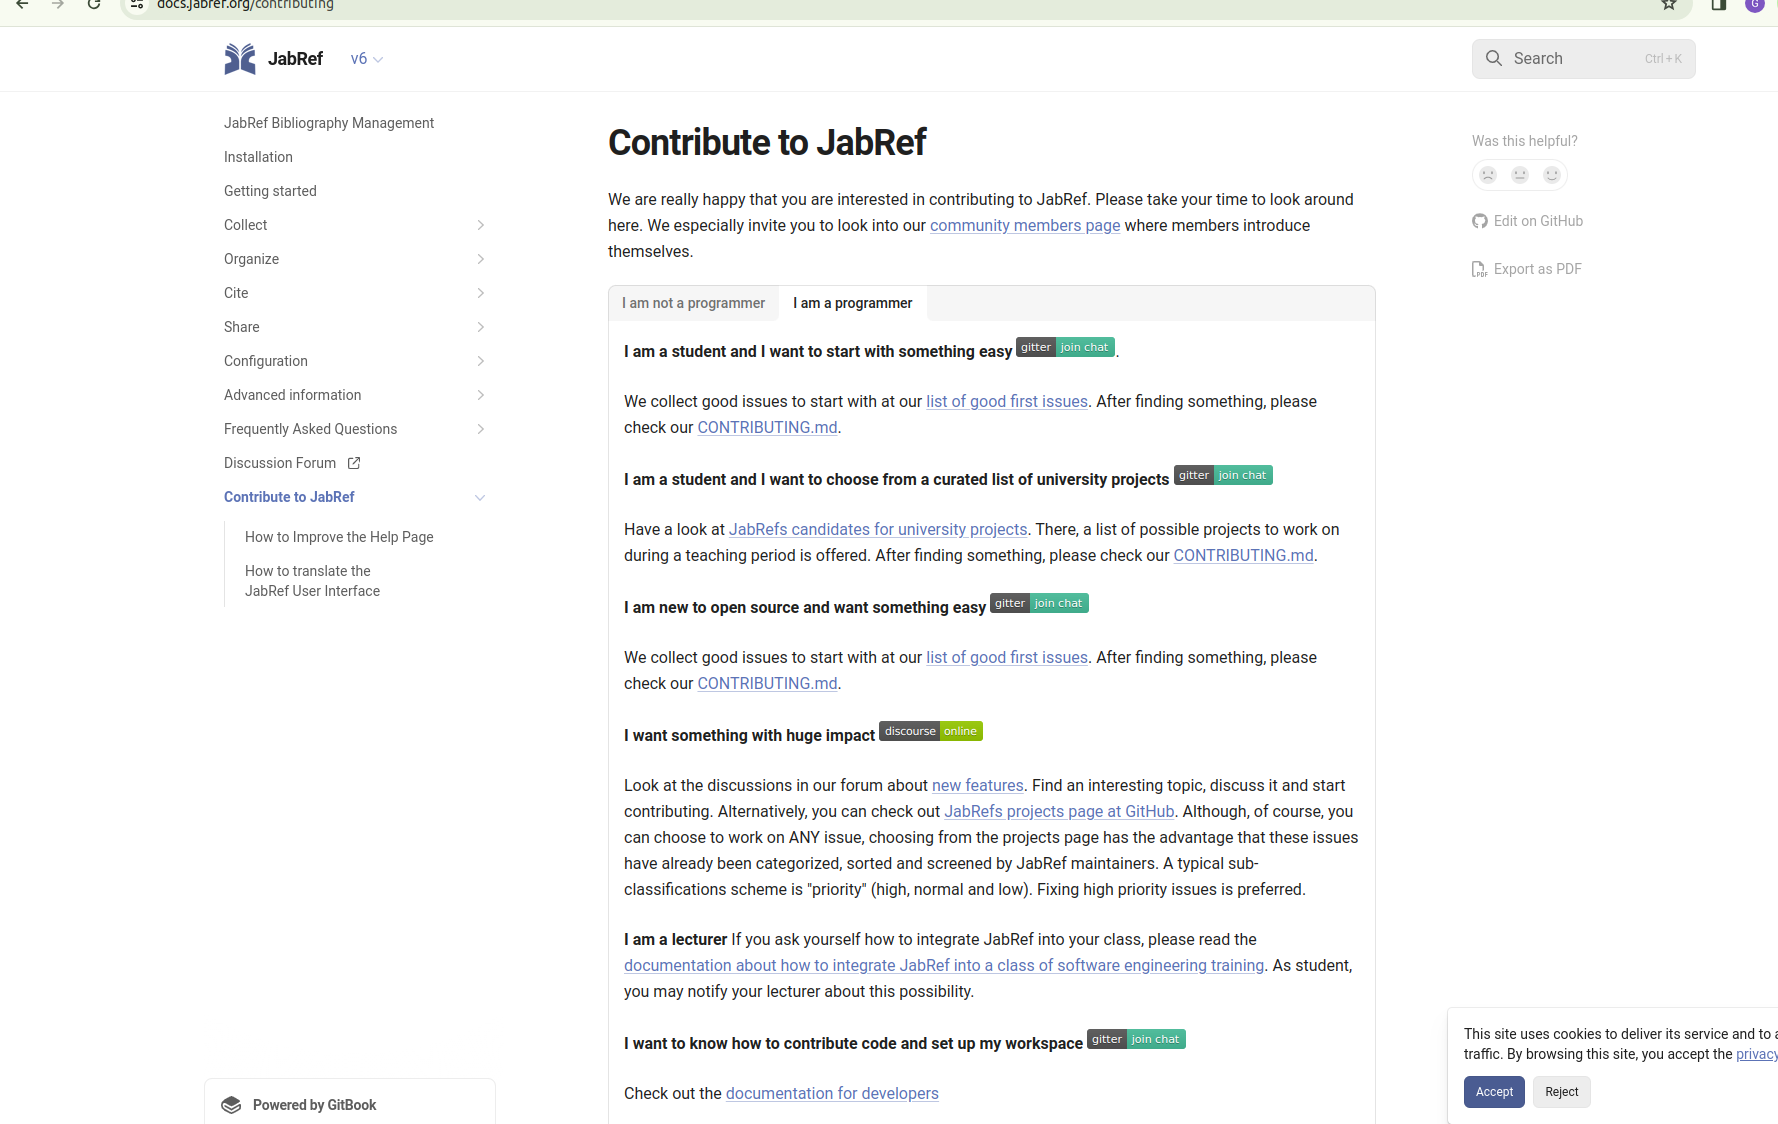 docs.jabref.org/contributing
G
JabRef
v6
Search
Ctrl+K
JabRef Bibliography Management
Installation
Getting started
Collect
Organize
Cite
Share
Configuration
Advanced information
Frequently Asked Questions
Discussion Forum
Contribute to JabRef
How to Improve the Help Page
How to translate the
JabRef User Interface
Powered by GitBook
Contribute to JabRef
We are really happy that you are interested in contributing to JabRef. Please take your time to look around
here. We especially invite you to look into our community members page where members introduce
themselves.
I am not a programmer
I am a programmer
I am a student and I want to start with something easy gitter join chat.
We collect good issues to start with at our list of good first issues. After finding something, please
check our CONTRIBUTING.md.
I am a student and I want to choose from a curated list of university projects gitter join chat
Have a look at JabRefs candidates for university projects. There, a list of possible projects to work on
during a teaching period is offered. After finding something, please check our CONTRIBUTING.md.
I am new to open source and want something easy gitter join chat
We collect good issues to start with at our list of good first issues. After finding something, please
check our CONTRIBUTING.md.
I want something with huge impact discourse online
Look at the discussions in our forum about new features. Find an interesting topic, discuss it and start
contributing. Alternatively, you can check out JabRefs projects page at GitHub. Although, of course, you
can choose to work on ANY issue, choosing from the projects page has the advantage that these issues
have already been categorized, sorted and screened by JabRef maintainers. A typical sub-
classifications scheme is "priority" (high, normal and low). Fixing high priority issues is preferred.
I am a lecturer If you ask yourself how to integrate JabRef into your class, please read the
documentation about how to integrate JabRef into a class of software engineering training. As student,
you may notify your lecturer about this possibility.
I want to know how to contribute code and set up my workspace gitter join chat
Check out the documentation for developers
Was this helpful?
Edit on GitHub
PDF
Export as PDF
This site uses cookies to deliver its service and to a
traffic. By browsing this site, you accept the privacy
Accept
Reject